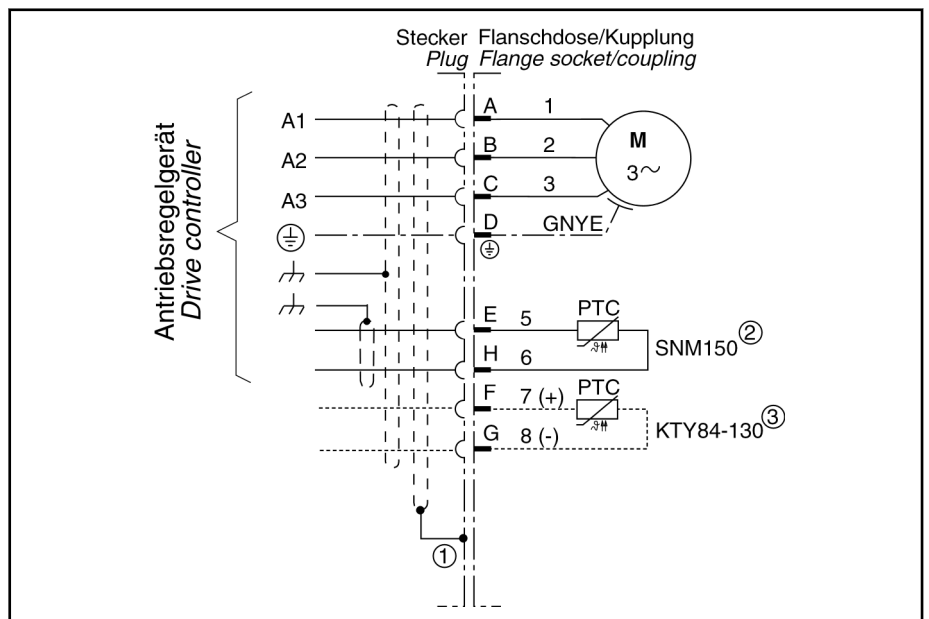 Stecker Flanschdose/Kupplung
Plug Flange socket/coupling
Antriebsregelgerät
Drive controller
A1 A 1
A2 B 2
A3 C 3
D GNYE
M
3~
E 5 PTC
SNM150 ②
H 6
F 7 (+) PTC
KTY84-130 ③
G 8 (-)
①